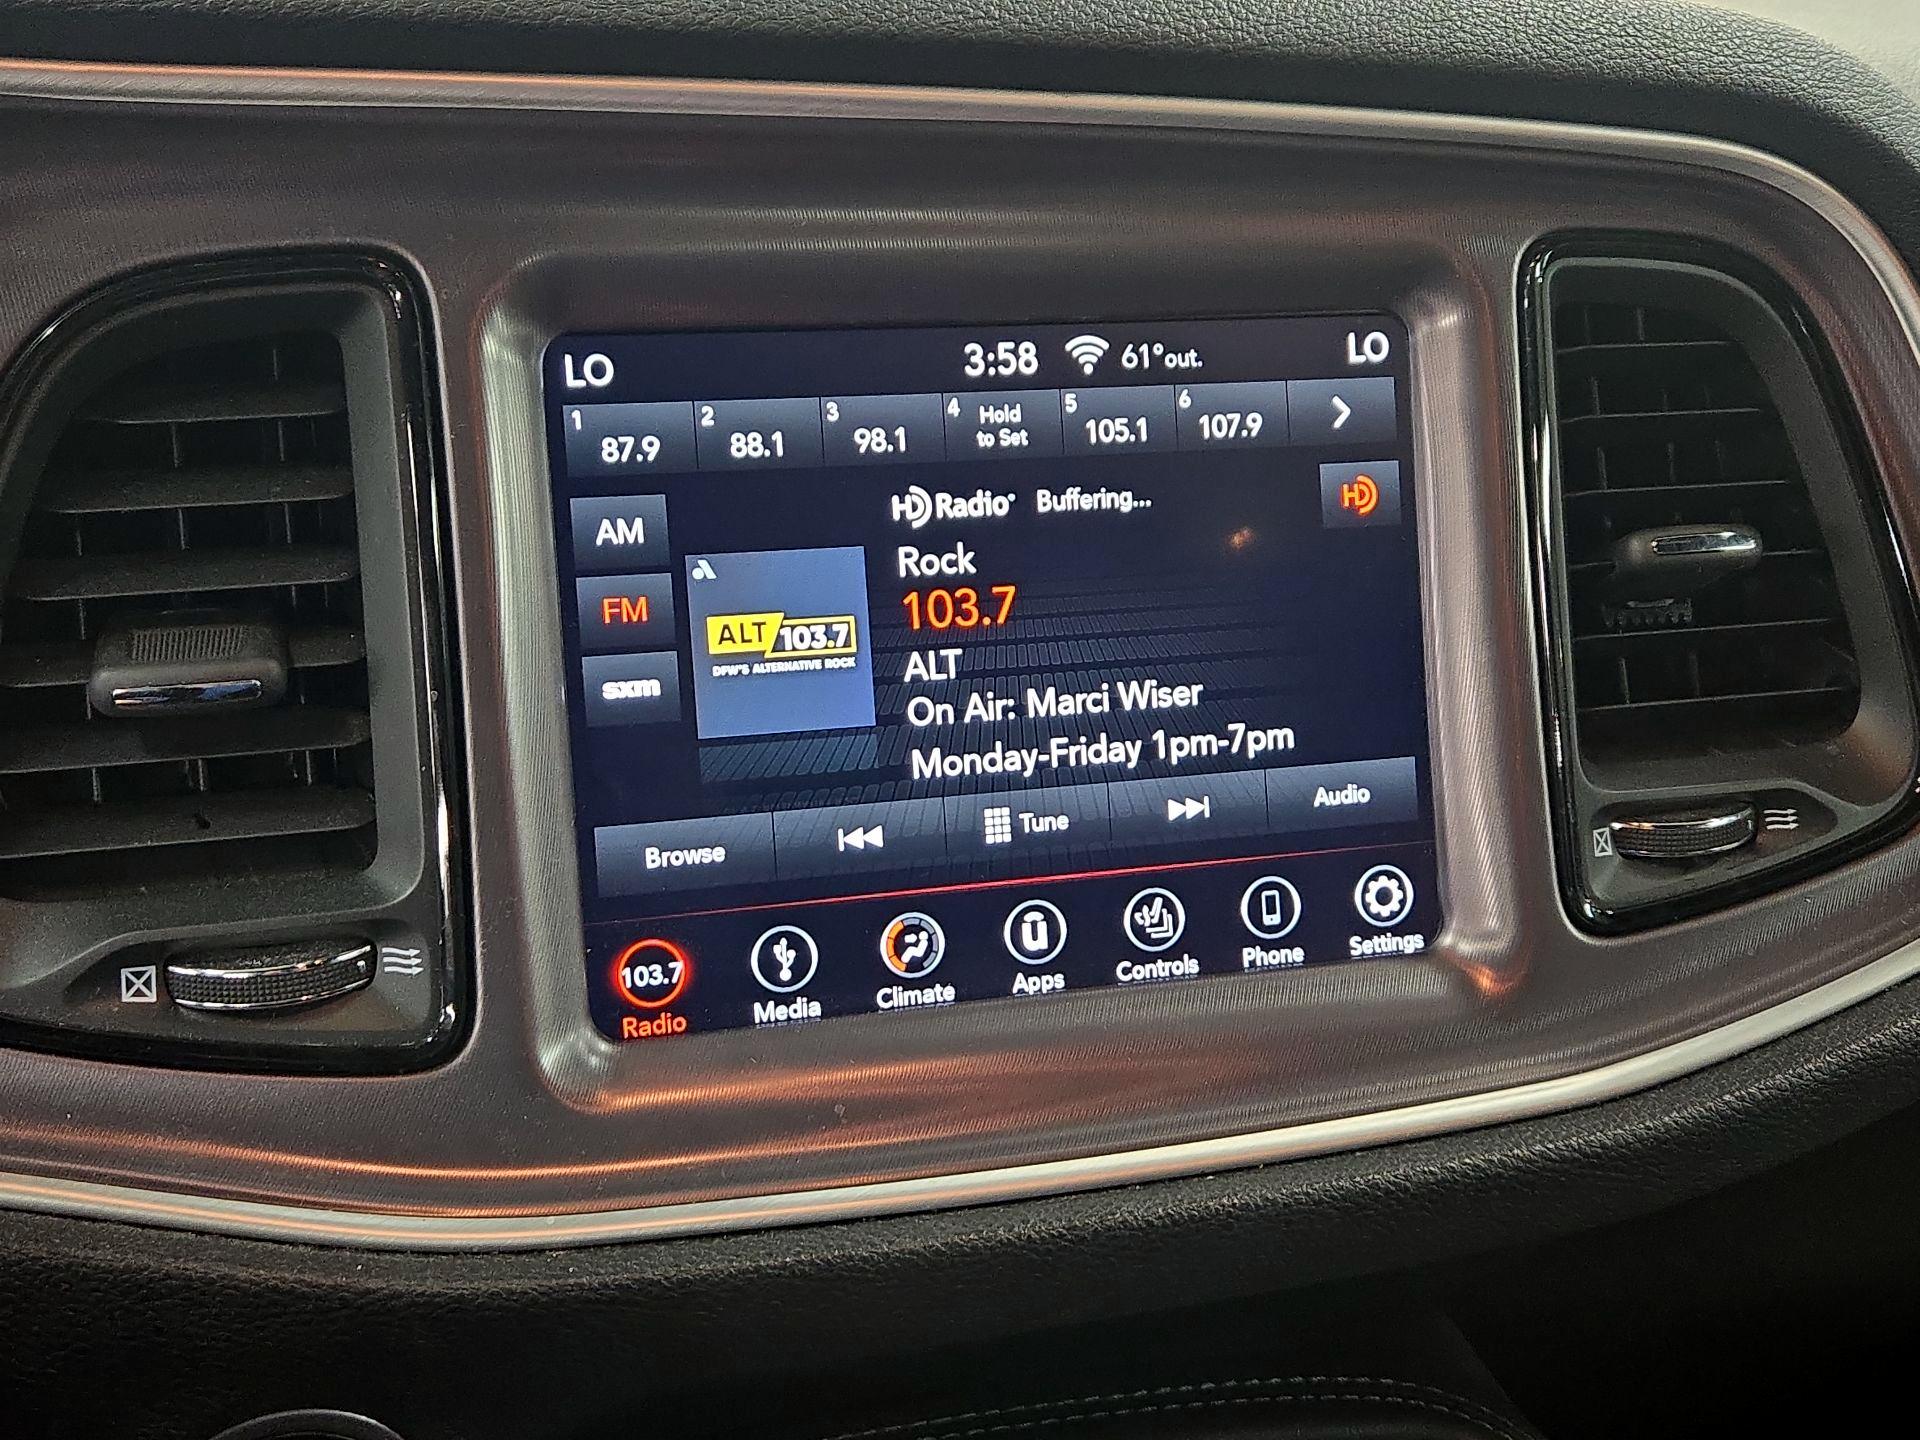 LO 3:58 61°out. LO
1 87.9 2 88.1 3 98.1 4 Hold to Set 5 105.1 6 107.9
HD Radio Buffering... HD
AM
FM
sxm
ALT 103.7
DFW'S ALTERNATIVE ROCK
Rock
103.7
ALT
On Air: Marci Wiser
Monday-Friday 1pm-7pm
Browse Tune Audio
103.7 ū
Radio Media Climate Apps Controls Phone Settings